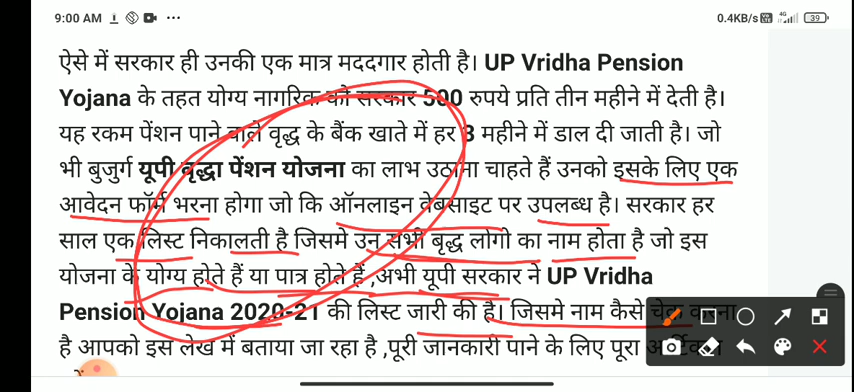 9:00 AM
0.4KB/s 4G 39
ऐसे में सरकार ही उनकी एक मात्र मददगार होती है। UP Vridha Pension
Yojana के तहत योग्य नागरिक को सरकार 500 रुपये प्रति तीन महीने में देती है।
यह रकम पेंशन पाने वाले वृद्ध के बैंक खाते में हर 3 महीने में डाल दी जाती है। जो
भी बुजुर्ग यूपी वृद्धा पेंशन योजना का लाभ उठाना चाहते हैं उनको इसके लिए एक
आवेदन फॉर्म भरना होगा जो कि ऑनलाइन वेबसाइट पर उपलब्ध है। सरकार हर
साल एक लिस्ट निकालती है जिसमे उन सभी बृद्ध लोगो का नाम होता है जो इस
योजना के योग्य होते हैं या पात्र होते हैं ,अभी यूपी सरकार ने UP Vridha
Pension Yojana 2020-21 की लिस्ट जारी की है। जिसमे नाम कैसे चेक करना
है आपको इस लेख में बताया जा रहा है ,पूरी जानकारी पाने के लिए पूरा